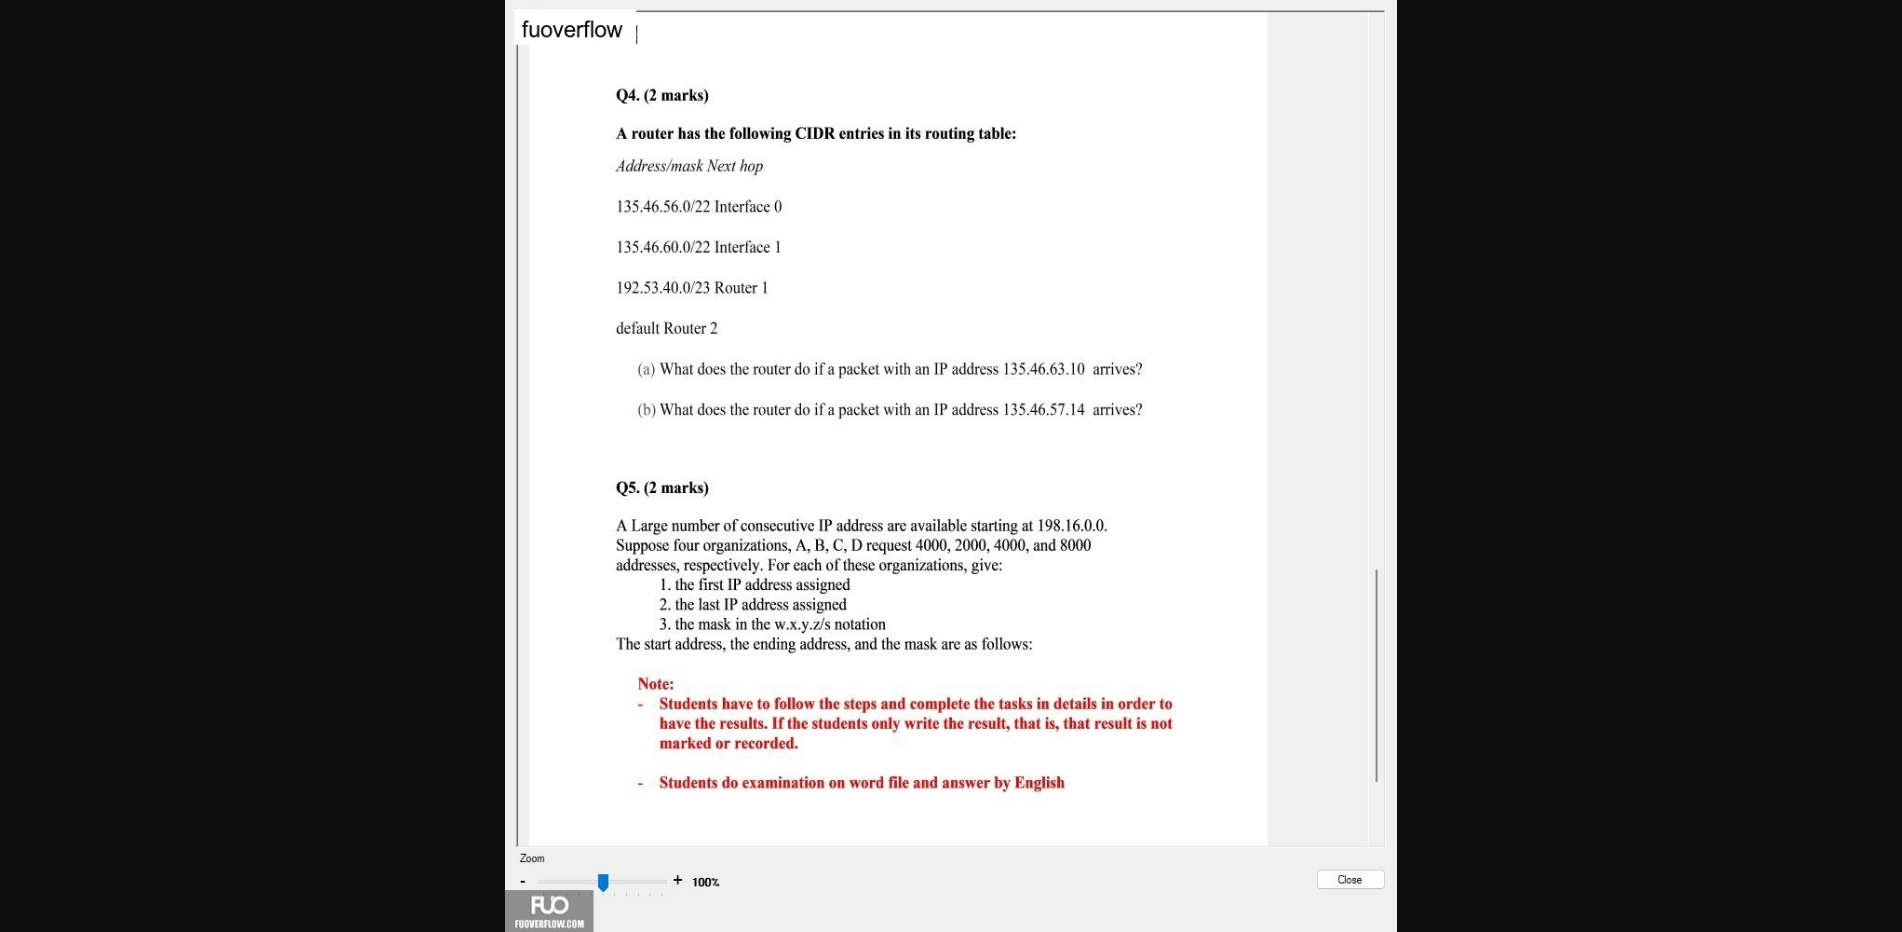 fuoverflow
Q4. (2 marks)
A router has the following CIDR entries in its routing table:
Address/mask Next hop
135.46.56.0/22 Interface 0
135.46.60.0/22 Interface 1
192.53.40.0/23 Router 1
default Router 2
(a) What does the router do if a packet with an IP address 135.46.63.10 arrives?
(b) What does the router do if a packet with an IP address 135.46.57.14 arrives?
Q5. (2 marks)
A Large number of consecutive IP address are available starting at 198.16.0.0.
Suppose four organizations, A, B, C, D request 4000, 2000, 4000, and 8000
addresses, respectively. For each of these organizations, give:
1. the first IP address assigned
2. the last IP address assigned
3. the mask in the w.x.y.z/s notation
The start address, the ending address, and the mask are as follows:
Note:
- Students have to follow the steps and complete the tasks in details in order to
have the results. If the students only write the result, that is, that result is not
marked or recorded.
- Students do examination on word file and answer by English
Zoom
- + 100%
Close
FUO
FUOVERFLOW.COM